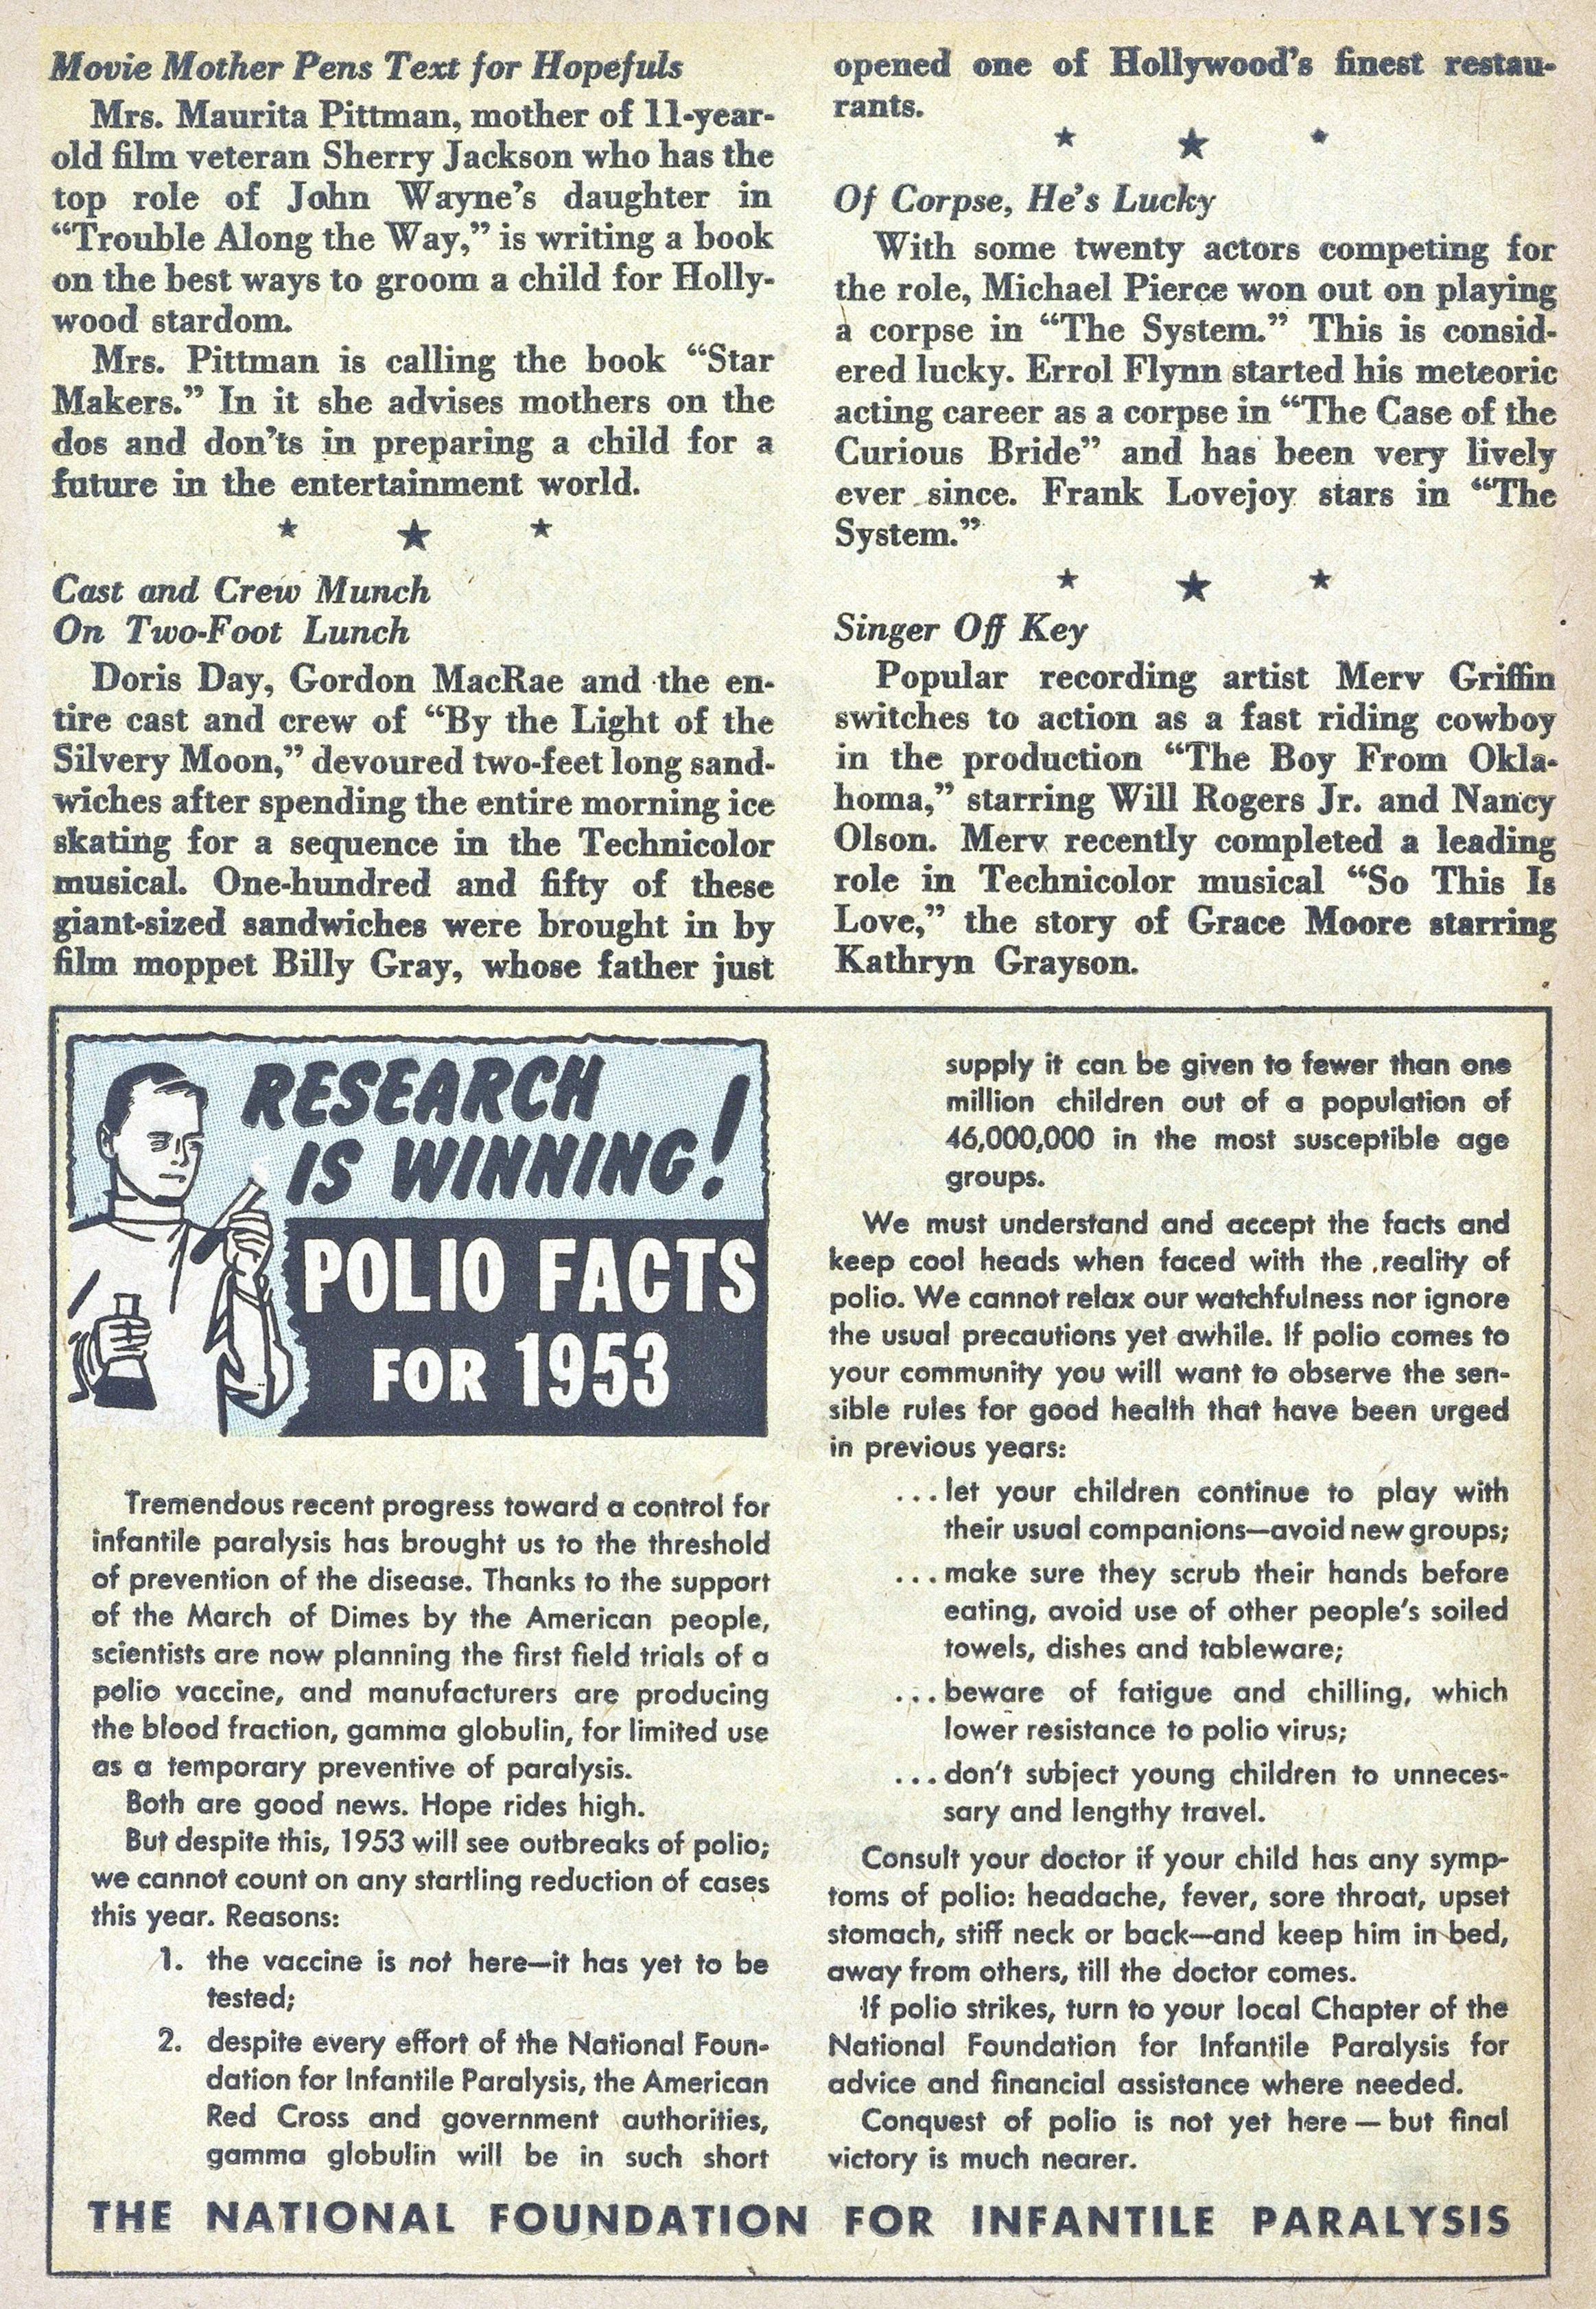 Movie Mother Pens Text for Hopefuls
Mrs. Maurita Pittman, mother of 11-year-
old film veteran Sherry Jackson who has the
top role of John Wayne's daughter in
"Trouble Along the Way," is writing a book
on the best ways to groom a child for Holly-
wood stardom.
Mrs. Pittman is calling the book "Star
Makers." In it she advises mothers on the
dos and don'ts in preparing a child for a
future in the entertainment world.
Cast and Crew Munch
On Two-Foot Lunch
Doris Day, Gordon MacRae and the en-
tire cast and crew of "By the Light of the
Silvery Moon," devoured two-feet long sand-
wiches after spending the entire morning ice
skating for a sequence in the Technicolor
musical. One-hundred and fifty of these
giant-sized sandwiches were brought in by
film moppet Billy Gray, whose father just
opened one of Hollywood's finest restau-
rants.
Of Corpse, He's Lucky
With some twenty actors competing for
the role, Michael Pierce won out on playing
a corpse in "The System." This is consid-
ered lucky. Errol Flynn started his meteoric
acting career as a corpse in "The Case of the
Curious Bride" and has been very lively
ever since. Frank Lovejoy stars in "The
System."
Singer Off Key
Popular recording artist Merv Griffin
switches to action as a fast riding cowboy
in the production "The Boy From Okla-
homa," starring Will Rogers Jr. and Nancy
Olson. Merv recently completed a leading
role in Technicolor musical "So This Is
Love," the story of Grace Moore starring
Kathryn Grayson.
RESEARCH
IS WINNING!
POLIO FACTS
FOR 1953
Tremendous recent progress toward a control for
infantile paralysis has brought us to the threshold
of prevention of the disease. Thanks to the support
of the March of Dimes by the American people,
scientists are now planning the first field trials of a
polio vaccine, and manufacturers are producing
the blood fraction, gamma globulin, for limited use
as a temporary preventive of paralysis.
Both are good news. Hope rides high.
But despite this, 1953 will see outbreaks of polio;
we cannot count on any startling reduction of cases
this year. Reasons:
1. the vaccine is not here—it has yet to be
tested;
2. despite every effort of the National Foun-
dation for Infantile Paralysis, the American
Red Cross and government authorities,
gamma globulin will be in such short
supply it can be given to fewer than one
million children out of a population of
46,000,000 in the most susceptible age
groups.
We must understand and accept the facts and
keep cool heads when faced with the reality of
polio. We cannot relax our watchfulness nor ignore
the usual precautions yet awhile. If polio comes to
your community you will want to observe the sen-
sible rules for good health that have been urged
in previous years:
...let your children continue to play with
their usual companions—avoid new groups;
...make sure they scrub their hands before
eating, avoid use of other people's soiled
towels, dishes and tableware;
...beware of fatigue and chilling, which
lower resistance to polio virus;
...don't subject young children to unneces-
sary and lengthy travel.
Consult your doctor if your child has any symp-
toms of polio: headache, fever, sore throat, upset
stomach, stiff neck or back—and keep him in bed,
away from others, till the doctor comes.
If polio strikes, turn to your local Chapter of the
National Foundation for Infantile Paralysis for
advice and financial assistance where needed.
Conquest of polio is not yet here — but final
victory is much nearer.
THE NATIONAL FOUNDATION FOR INFANTILE PARALYSIS